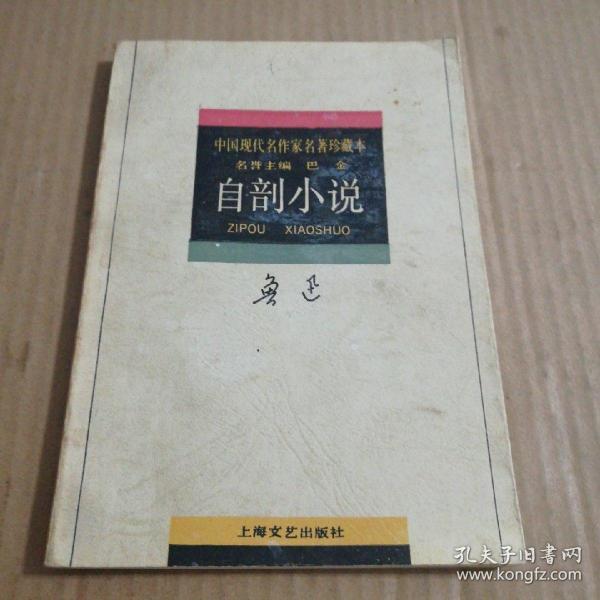 中国现代名作家名著珍藏本
名誉主编 巴金
自剖小说
ZIPOU XIAOSHUO
鲁迅
上海文艺出版社
孔夫子旧书网
www.kongfz.com